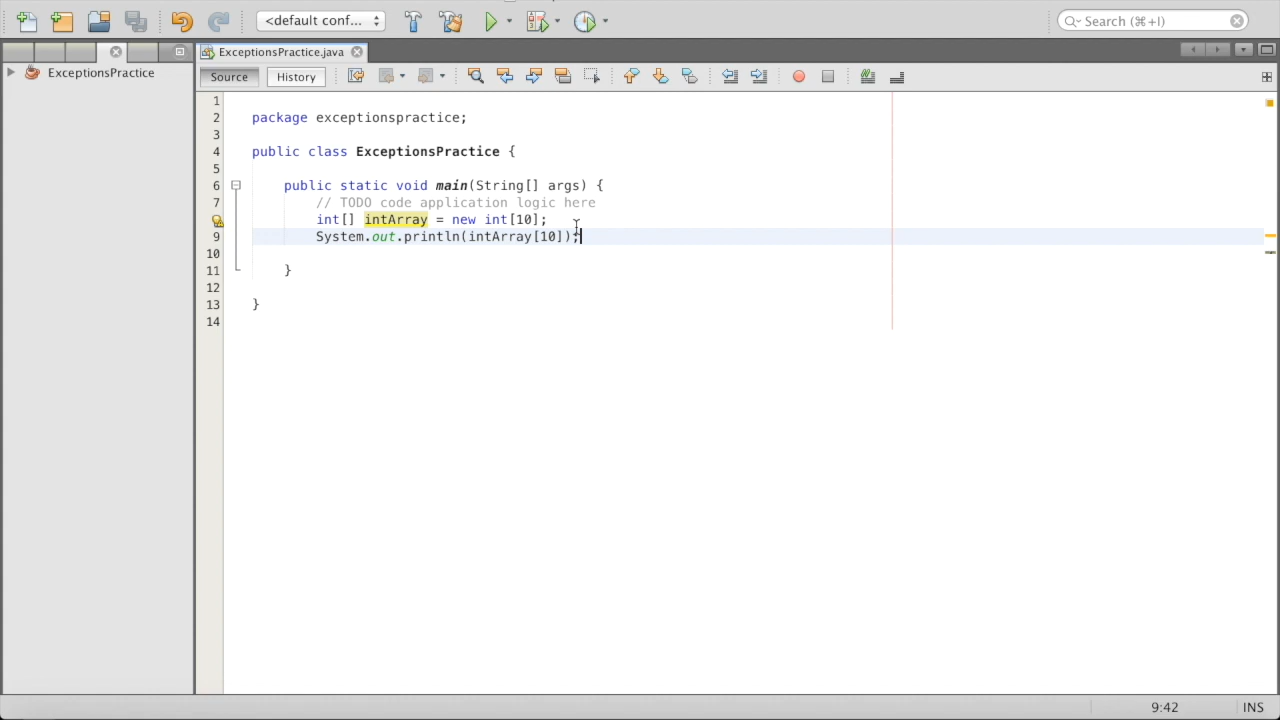 <default conf...
Search (⌘+I)
ExceptionsPractice
ExceptionsPractice.java
Source
History
1
2 package exceptionspractice;
3
4 public class ExceptionsPractice {
5
6 public static void main(String[] args) {
7 // TODO code application logic here
int[] intArray = new int[10];
9 System.out.println(intArray[10]);
10
11 }
12
13 }
14
9:42
INS